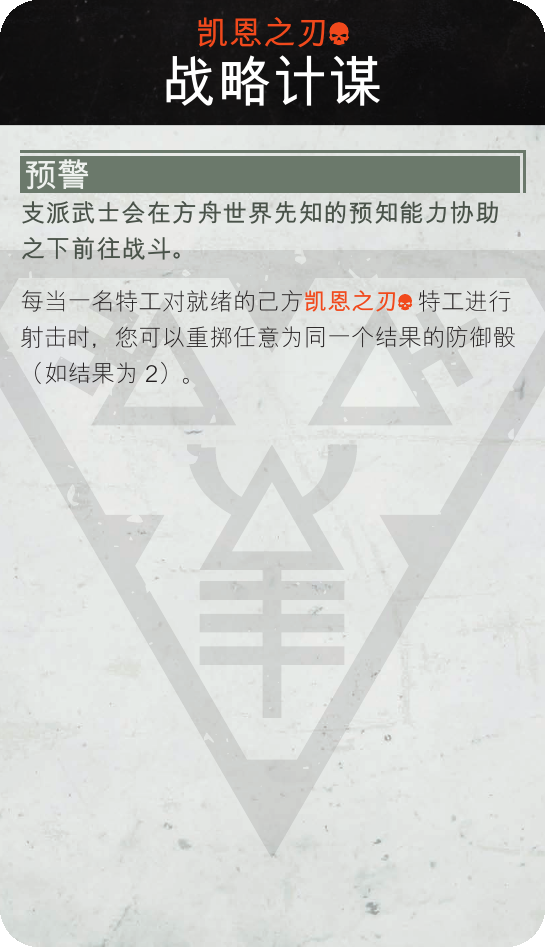 凯恩之刃
战略计谋
预警
支派武士会在方舟世界先知的预知能力协助
之下前往战斗。
每当一名特工对就绪的己方凯恩之刃 特工进行
射击时，您可以重掷任意为同一个结果的防御骰
（如结果为 2）。